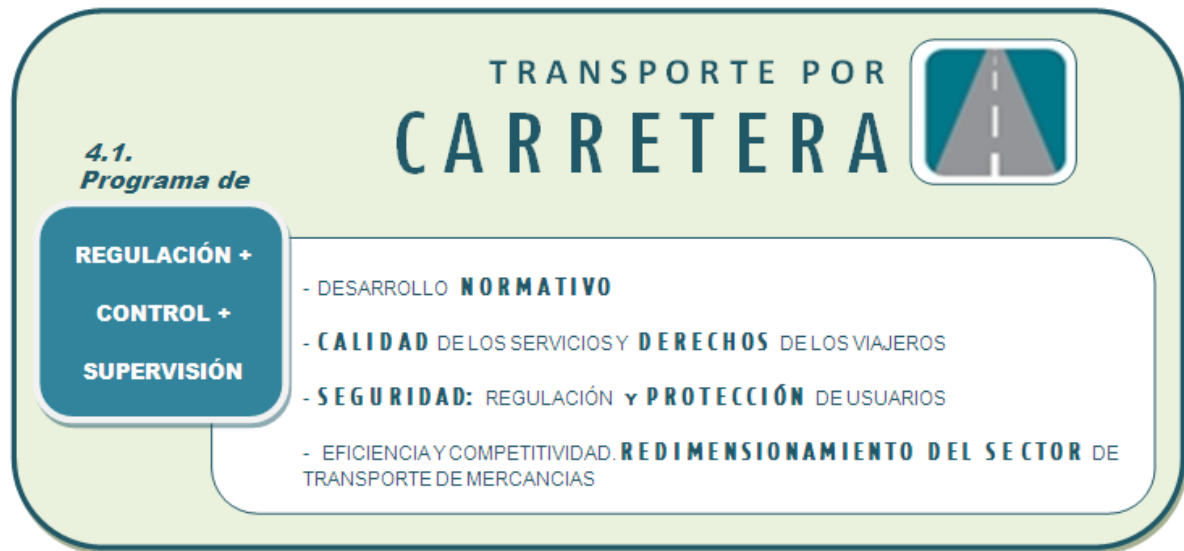 TRANSPORTE POR
CARRETERA
4.1.
Programa de
REGULACIÓN +
CONTROL +
SUPERVISIÓN
- DESARROLLO NORMATIVO
- CALIDAD DE LOS SERVICIOS Y DERECHOS DE LOS VIAJEROS
- SEGURIDAD: REGULACIÓN Y PROTECCIÓN DE USUARIOS
- EFICIENCIA Y COMPETITIVIDAD. REDIMENSIONAMIENTO DEL SECTOR DE
TRANSPORTE DE MERCANCIAS